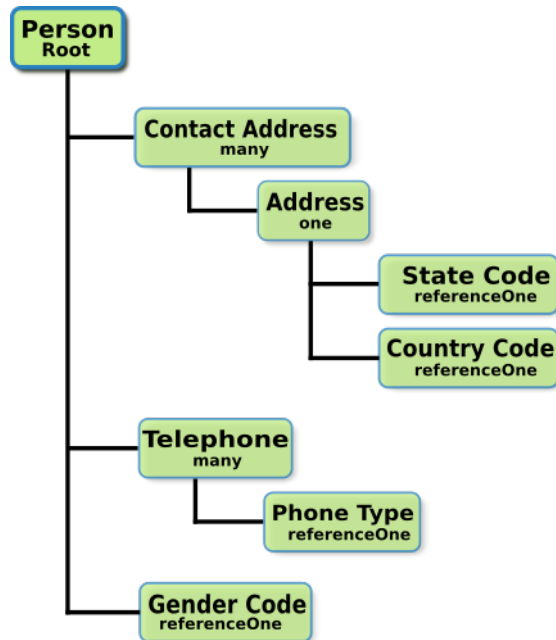 Person
Root
Contact Address
many
Address
one
State Code
referenceOne
Country Code
referenceOne
Telephone
many
Phone Type
referenceOne
Gender Code
referenceOne